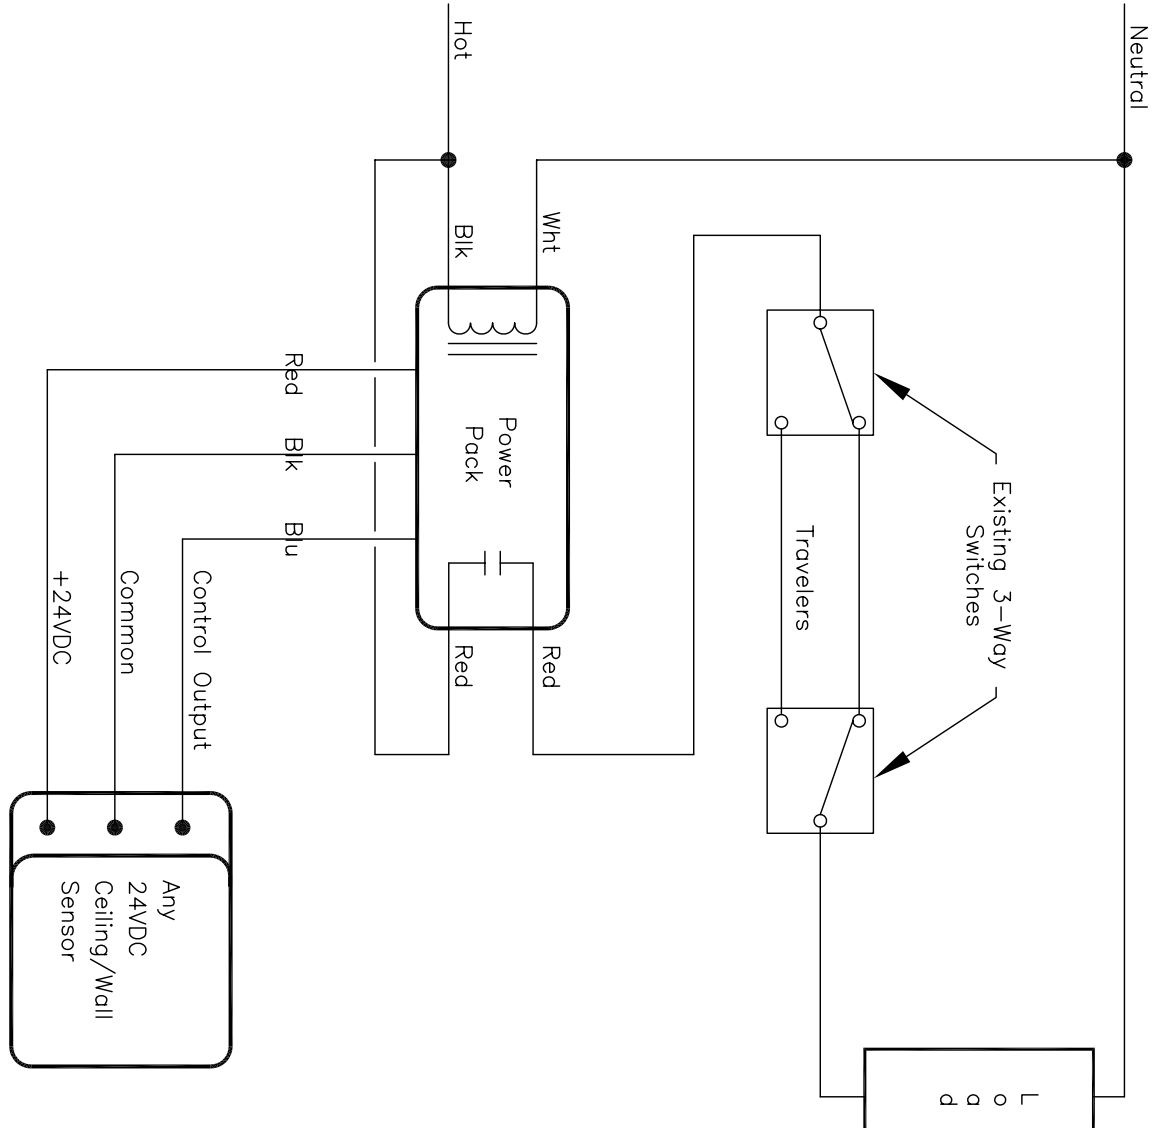 Neutral
Hot
Wht
Blk
Existing 3-Way
Switches
Travelers
Power
Pack
Red
Blk
Blu
Red
Red
Control Output
Common
+24VDC
Any
24VDC
Ceiling/Wall
Sensor
Load